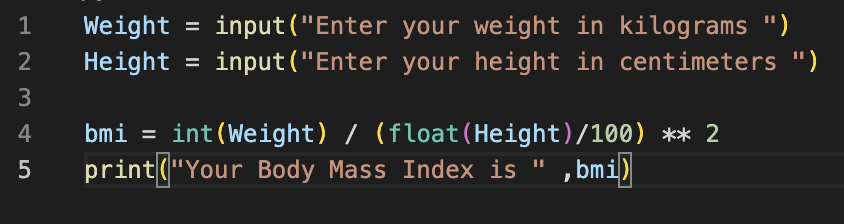 1 Weight = input("Enter your weight in kilograms ")
2 Height = input("Enter your height in centimeters ")
3
4 bmi = int(Weight) / (float(Height)/100) ** 2
5 print("Your Body Mass Index is " ,bmi)